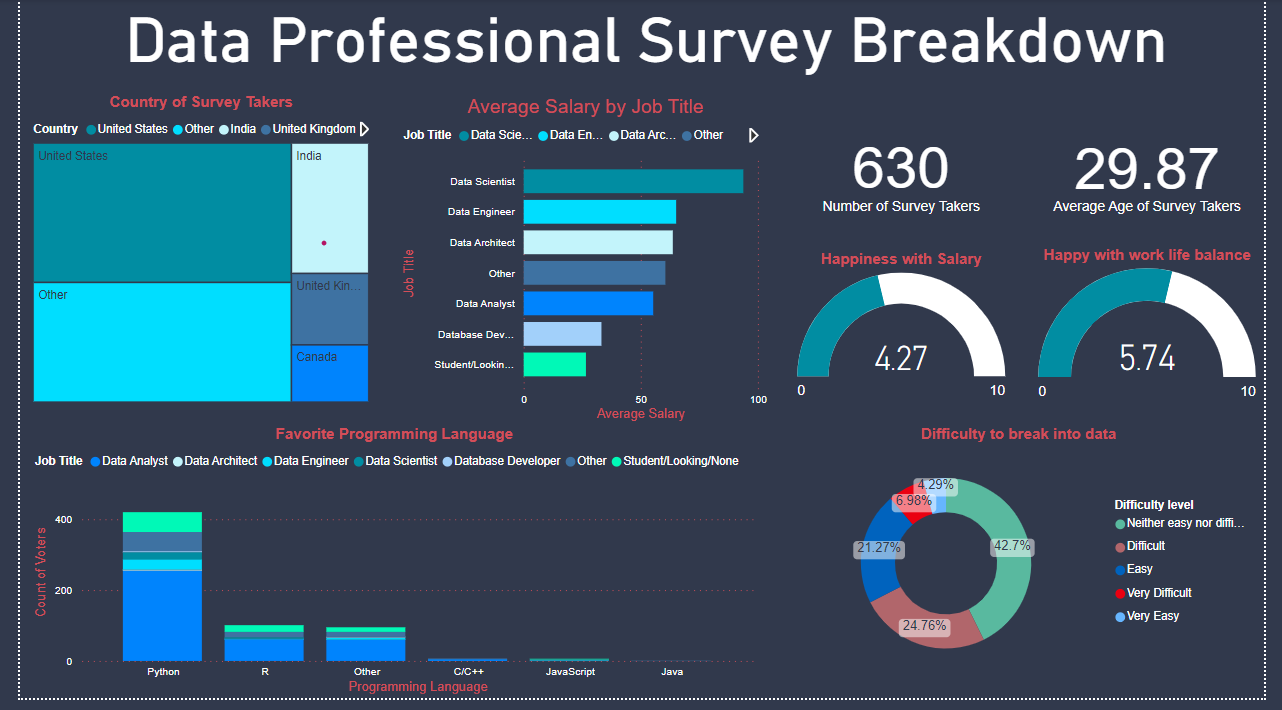 Data Professional Survey Breakdown
Country of Survey Takers
Country United States Other India United Kingdom
United States
India
Other
United Kin...
Canada
Average Salary by Job Title
Job Title Data Scie... Data En... Data Arc... Other
Job Title
Data Scientist
Data Engineer
Data Architect
Other
Data Analyst
Database Dev...
Student/Lookin...
0 50 100
Average Salary
630
Number of Survey Takers
29.87
Average Age of Survey Takers
Happiness with Salary
4.27
0 10
Happy with work life balance
5.74
0 10
Favorite Programming Language
Job Title Data Analyst Data Architect Data Engineer Data Scientist Database Developer Other Student/Looking/None
Count of Voters
400
200
0
Python R Other C/C++ JavaScript Java
Programming Language
Difficulty to break into data
4.29%
6.98%
42.7%
21.27%
24.76%
Difficulty level
Neither easy nor diffi...
Difficult
Easy
Very Difficult
Very Easy